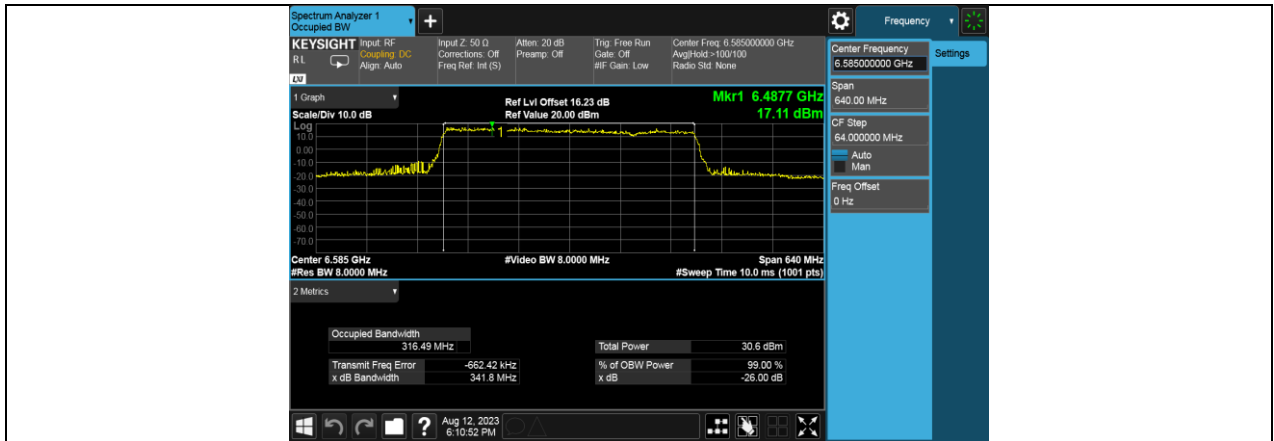 Spectrum Analyzer 1
Occupied BW
Frequency
KEYSIGHT
R L
LXI
Input: RF
Coupling: DC
Align: Auto
Input Z: 50 Ω
Corrections: Off
Freq Ref: Int (S)
Atten: 20 dB
Preamp: Off
Trig: Free Run
Gate: Off
#IF Gain: Low
Center Freq: 6.585000000 GHz
Avg|Hold:>100/100
Radio Std: None
Center Frequency
6.585000000 GHz
Settings
Span
640.00 MHz
CF Step
64.000000 MHz
Auto
Man
Freq Offset
0 Hz
1 Graph
Scale/Div 10.0 dB
Ref Lvl Offset 16.23 dB
Ref Value 20.00 dBm
Mkr1 6.4877 GHz
17.11 dBm
Log
10.0
0.00
-10.0
-20.0
-30.0
-40.0
-50.0
-60.0
-70.0
1
Center 6.585 GHz
#Video BW 8.0000 MHz
Span 640 MHz
#Res BW 8.0000 MHz
#Sweep Time 10.0 ms (1001 pts)
2 Metrics
Occupied Bandwidth
316.49 MHz
Total Power 30.6 dBm
Transmit Freq Error -662.42 kHz
% of OBW Power 99.00 %
x dB Bandwidth 341.8 MHz
x dB -26.00 dB
?
Aug 12, 2023
6:10:52 PM